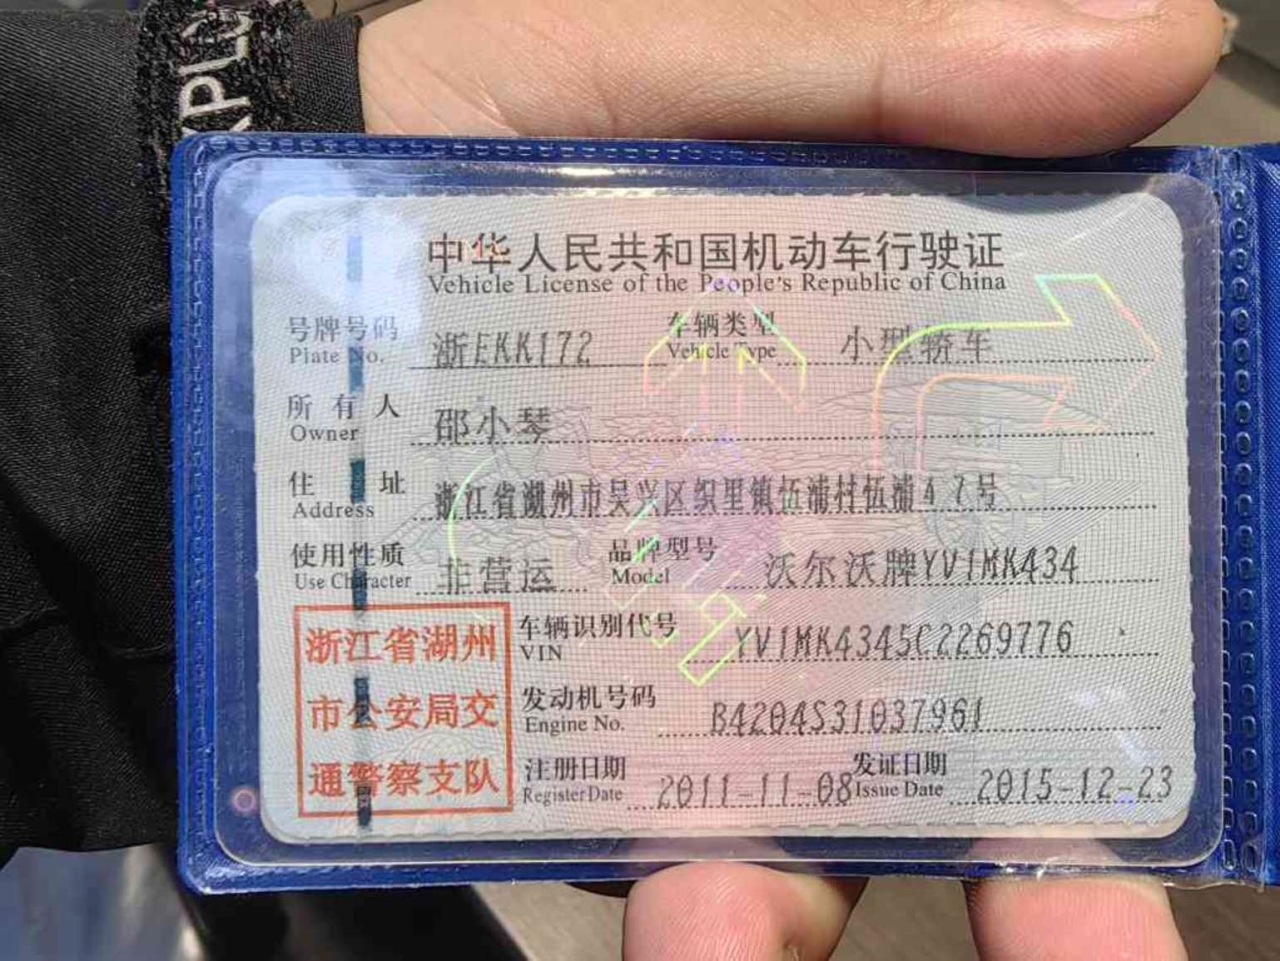 XPLO
中华人民共和国机动车行驶证
Vehicle License of the People's Republic of China
号牌号码 浙EKK172 车辆类型 小型轿车
Plate No. Vehicle Type
所有人 邵小琴
Owner
住址 浙江省湖州市吴兴区织里镇伍浦村伍浦47号
Address
使用性质 非营运 品牌型号 沃尔沃牌YV1MK434
Use Character Model
浙江省湖州
市公安局交
通警察支队
车辆识别代号 YV1MK4345C2269776
VIN
发动机号码 B4204S31037961
Engine No.
注册日期 2011-11-08 发证日期 2015-12-23
Register Date Issue Date